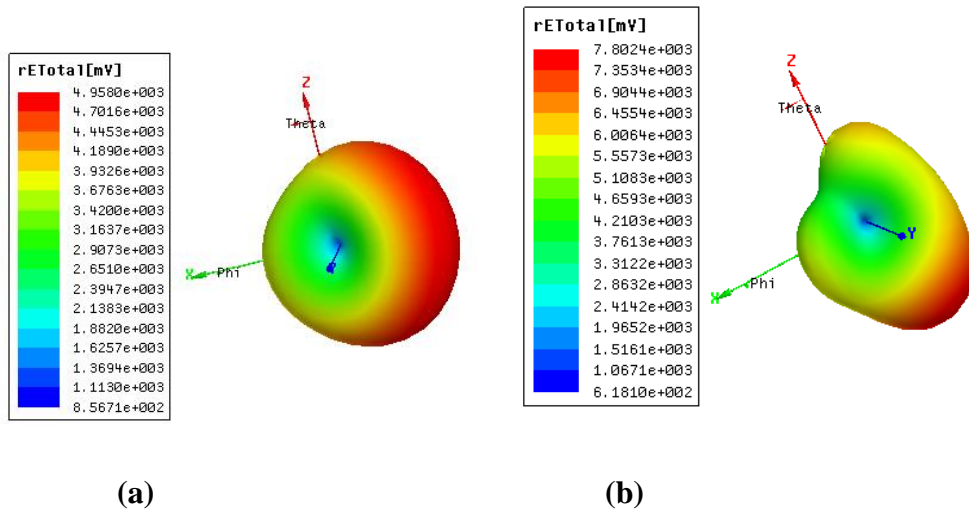 rETotal[mV]
4.9580e+003
4.7016e+003
4.4453e+003
4.1890e+003
3.9326e+003
3.6763e+003
3.4200e+003
3.1637e+003
2.9073e+003
2.6510e+003
2.3947e+003
2.1383e+003
1.8820e+003
1.6257e+003
1.3694e+003
1.1130e+003
8.5671e+002
Z
Theta
X
Phi
rETotal[mV]
7.8024e+003
7.3534e+003
6.9044e+003
6.4554e+003
6.0064e+003
5.5573e+003
5.1083e+003
4.6593e+003
4.2103e+003
3.7613e+003
3.3122e+003
2.8632e+003
2.4142e+003
1.9652e+003
1.5161e+003
1.0671e+003
6.1810e+002
Z
Theta
Y
X
Phi
(a)
(b)